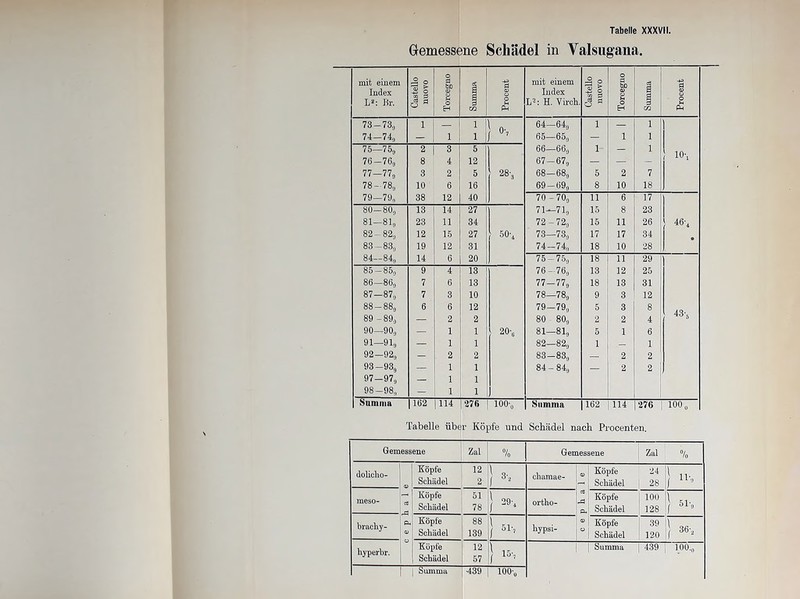 Tabelle XXXVII.
Gemessene Schädel in Valsugana.
mit einem Index L²: Br. | Castello nuovo | Torcegno | Summa | Procent | mit einem Index L²: H. Virch. | Castello nuovo | Torcegno | Summa | Procent
73–73,₉ 1 — 1 | 64–64,₉ 1 — 1
74–74,₉ — 1 1 0·₇ | 65–65,₉ — 1 1
75–75,₉ 2 3 5 | 66–66,₉ 1 — 1 10·₁
76–76,₉ 8 4 12 | 67–67,₉ — — —
77–77,₉ 3 2 5 28·₃ | 68–68,₉ 5 2 7
78–78,₉ 10 6 16 | 69–69,₉ 8 10 18
79–79,₉ 38 12 40 | 70–70,₉ 11 6 17
80–80,₉ 13 14 27 | 71–71,₉ 15 8 23
81–81,₉ 23 11 34 | 72–72,₉ 15 11 26 46·₄
82–82,₉ 12 15 27 50·₄ | 73–73,₉ 17 17 34
83–83,₉ 19 12 31 | 74–74,₉ 18 10 28
84–84,₉ 14 6 20 | 75–75,₉ 18 11 29
85–85,₉ 9 4 13 | 76–76,₉ 13 12 25
86–86,₉ 7 6 13 | 77–77,₉ 18 13 31
87–87,₉ 7 3 10 | 78–78,₉ 9 3 12
88–88,₉ 6 6 12 | 79–79,₉ 5 3 8 43·₅
89–89,₉ — 2 2 | 80 80,₉ 2 2 4
90–90,₉ — 1 1 20·₆ | 81–81,₉ 5 1 6
91–91,₉ — 1 1 | 82–82,₉ 1 — 1
92–92,₉ — 2 2 | 83–83,₉ — 2 2
93–93,₉ — 1 1 | 84–84,₉ — 2 2
97–97,₉ — 1 1
98–98,₉ — 1 1
Summa 162 114 276 100·₀ | Summa 162 114 276 100,₀
Tabelle über Köpfe und Schädel nach Procenten.
Gemessene | Zal | % | Gemessene | Zal | %
dolicho- cephale Köpfe 12 3·₂ | chamae- cephale Köpfe 24 11·₉
Schädel 2 | Schädel 28
meso- Köpfe 51 29·₄ | ortho- Köpfe 100 51·₉
Schädel 78 | Schädel 128
brachy- Köpfe 88 51·₇ | hypsi- Köpfe 39 36·₂
Schädel 139 | Schädel 120
hyperbr. Köpfe 12 15·₇ | Summa 439 100·₀
Schädel 57
Summa 439 100·₀